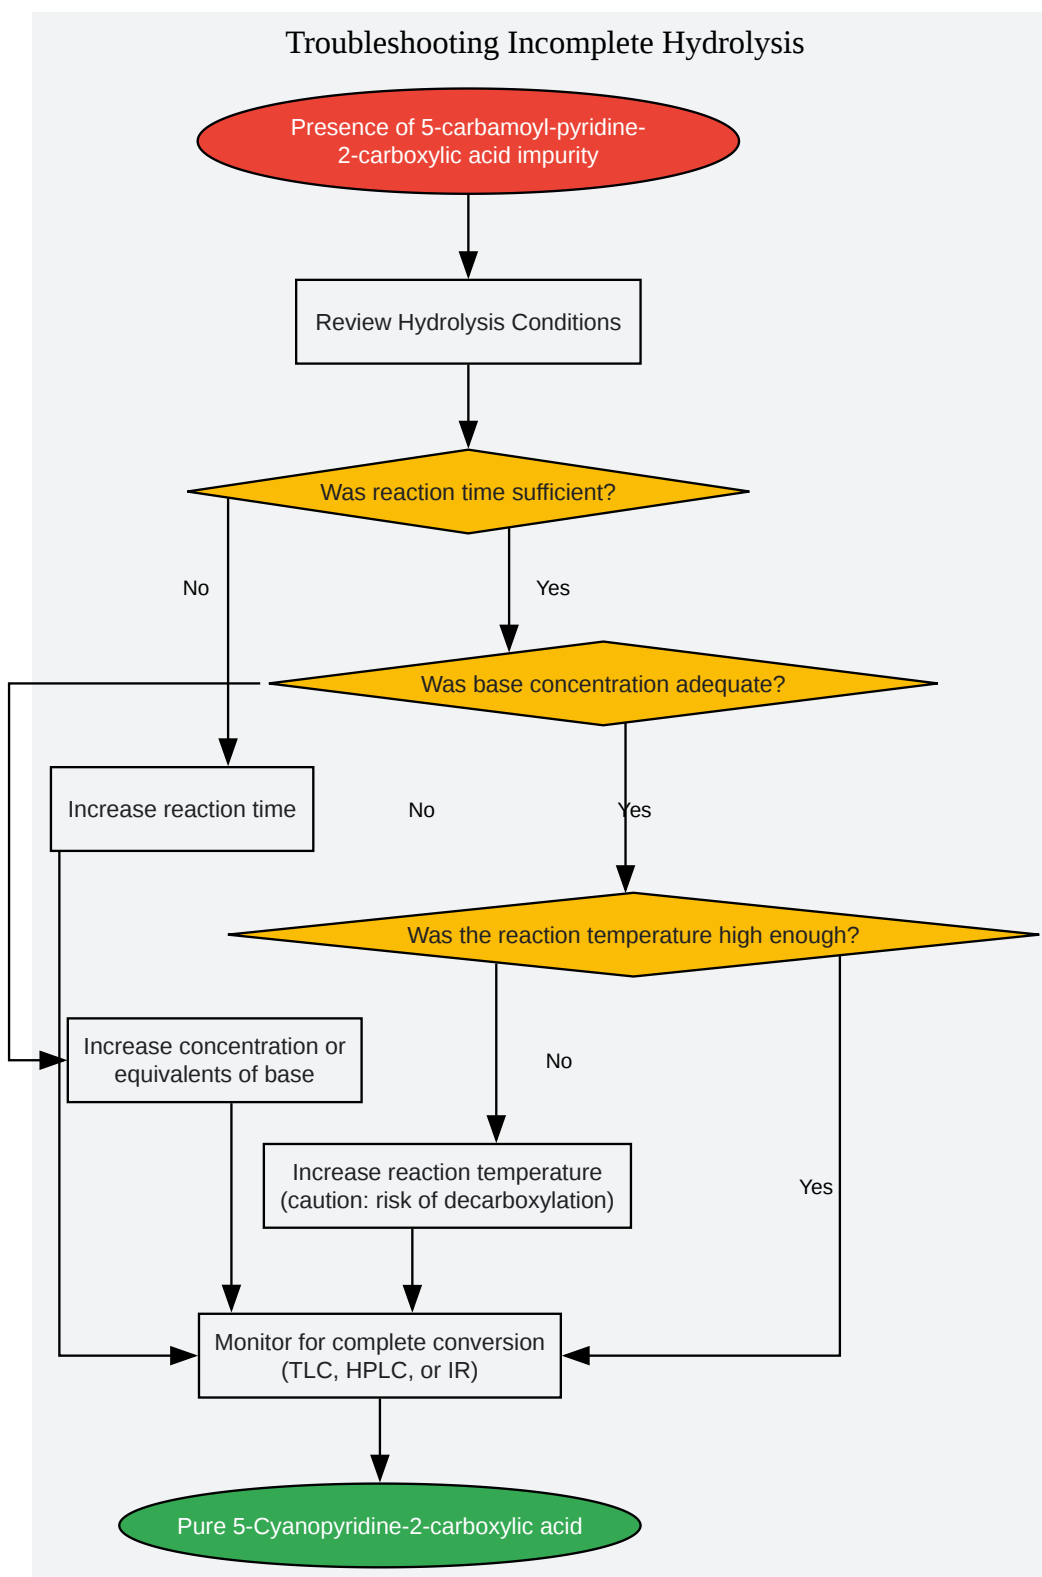 Troubleshooting Incomplete Hydrolysis
Presence of 5-carbamoyl-pyridine-
2-carboxylic acid impurity
Review Hydrolysis Conditions
Was reaction time sufficient?
No
Yes
Was base concentration adequate?
Increase reaction time
No
Yes
Was the reaction temperature high enough?
Increase concentration or
equivalents of base
No
Increase reaction temperature
(caution: risk of decarboxylation)
Yes
Monitor for complete conversion
(TLC, HPLC, or IR)
Pure 5-Cyanopyridine-2-carboxylic acid